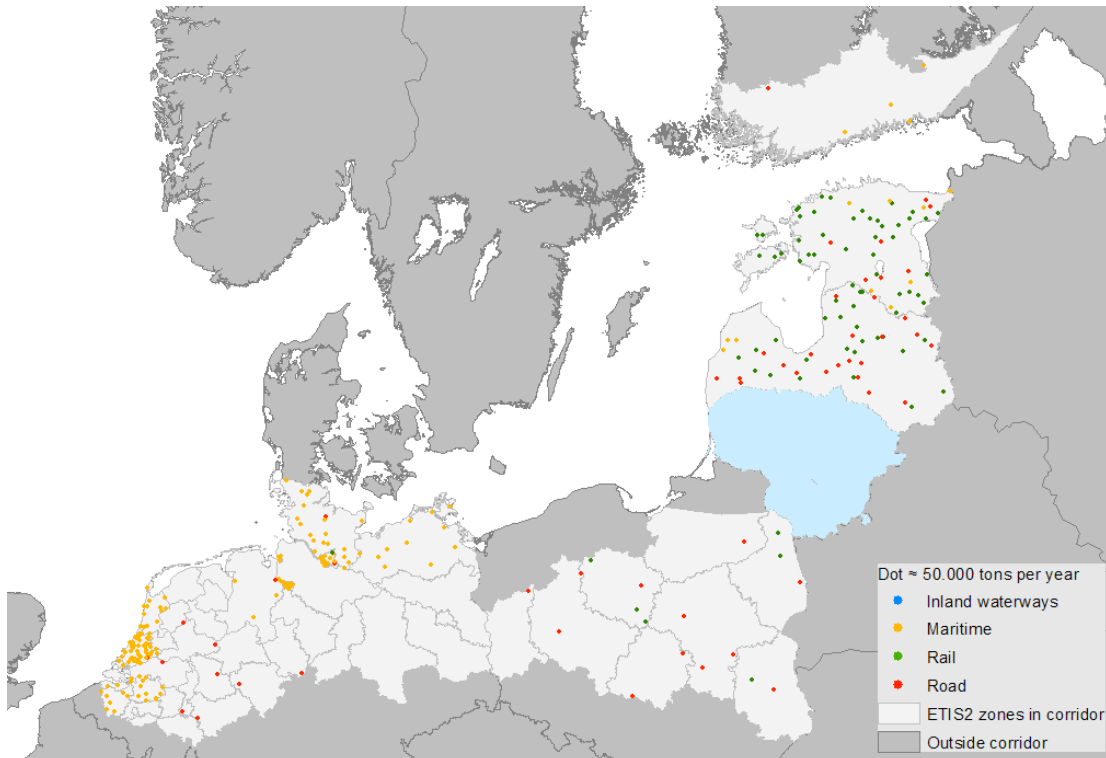 Dot ≈ 50.000 tons per year
Inland waterways
Maritime
Rail
Road
ETIS2 zones in corridor
Outside corridor